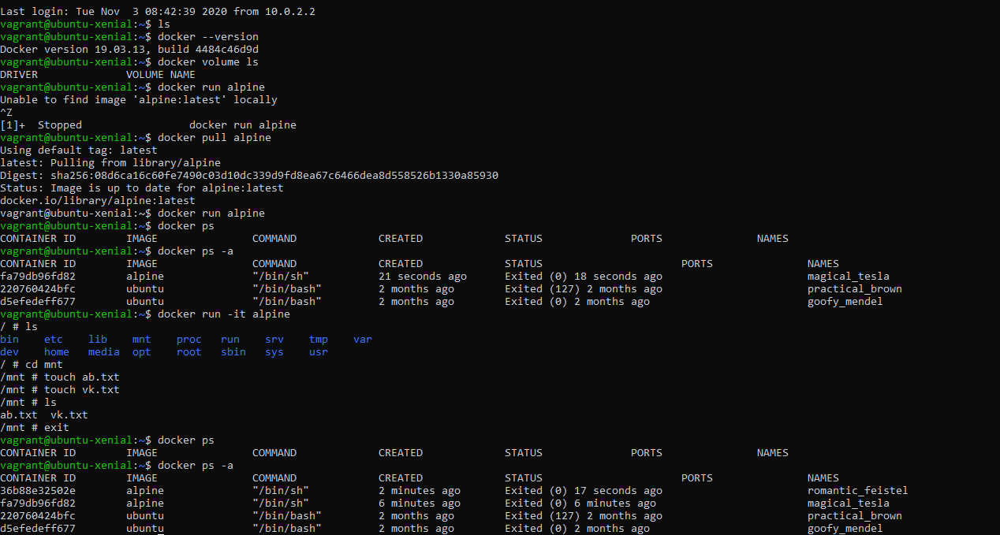 Last login: Tue Nov  3 08:42:39 2020 from 10.0.2.2
vagrant@ubuntu-xenial:~$ ls
vagrant@ubuntu-xenial:~$ docker --version
Docker version 19.03.13, build 4484c46d9d
vagrant@ubuntu-xenial:~$ docker volume ls
DRIVER              VOLUME NAME
vagrant@ubuntu-xenial:~$ docker run alpine
Unable to find image 'alpine:latest' locally
^Z
[1]+  Stopped                 docker run alpine
vagrant@ubuntu-xenial:~$ docker pull alpine
Using default tag: latest
latest: Pulling from library/alpine
Digest: sha256:08d6ca16c60fe7490c03d10dc339d9fd8ea67c6466dea8d558526b1330a85930
Status: Image is up to date for alpine:latest
docker.io/library/alpine:latest
vagrant@ubuntu-xenial:~$ docker run alpine
vagrant@ubuntu-xenial:~$ docker ps
CONTAINER ID        IMAGE               COMMAND             CREATED             STATUS              PORTS               NAMES
vagrant@ubuntu-xenial:~$ docker ps -a
CONTAINER ID        IMAGE               COMMAND             CREATED             STATUS                      PORTS               NAMES
fa79db96fd82        alpine              "/bin/sh"           21 seconds ago      Exited (0) 18 seconds ago                       magical_tesla
220760424bfc        ubuntu              "/bin/bash"         2 months ago        Exited (127) 2 months ago                       practical_brown
d5efedeff677        ubuntu              "/bin/bash"         2 months ago        Exited (0) 2 months ago                         goofy_mendel
vagrant@ubuntu-xenial:~$ docker run -it alpine
/ # ls
bin    etc    lib    mnt    proc   run    srv    tmp    var
dev    home   media  opt    root   sbin   sys    usr
/ # cd mnt
/mnt # touch ab.txt
/mnt # touch vk.txt
/mnt # ls
ab.txt  vk.txt
/mnt # exit
vagrant@ubuntu-xenial:~$ docker ps
CONTAINER ID        IMAGE               COMMAND             CREATED             STATUS              PORTS               NAMES
vagrant@ubuntu-xenial:~$ docker ps -a
CONTAINER ID        IMAGE               COMMAND             CREATED             STATUS                      PORTS               NAMES
36b88e32502e        alpine              "/bin/sh"           2 minutes ago       Exited (0) 17 seconds ago                       romantic_feistel
fa79db96fd82        alpine              "/bin/sh"           6 minutes ago       Exited (0) 6 minutes ago                        magical_tesla
220760424bfc        ubuntu              "/bin/bash"         2 months ago        Exited (127) 2 months ago                       practical_brown
d5efedeff677        ubuntu              "/bin/bash"         2 months ago        Exited (0) 2 months ago                         goofy_mendel